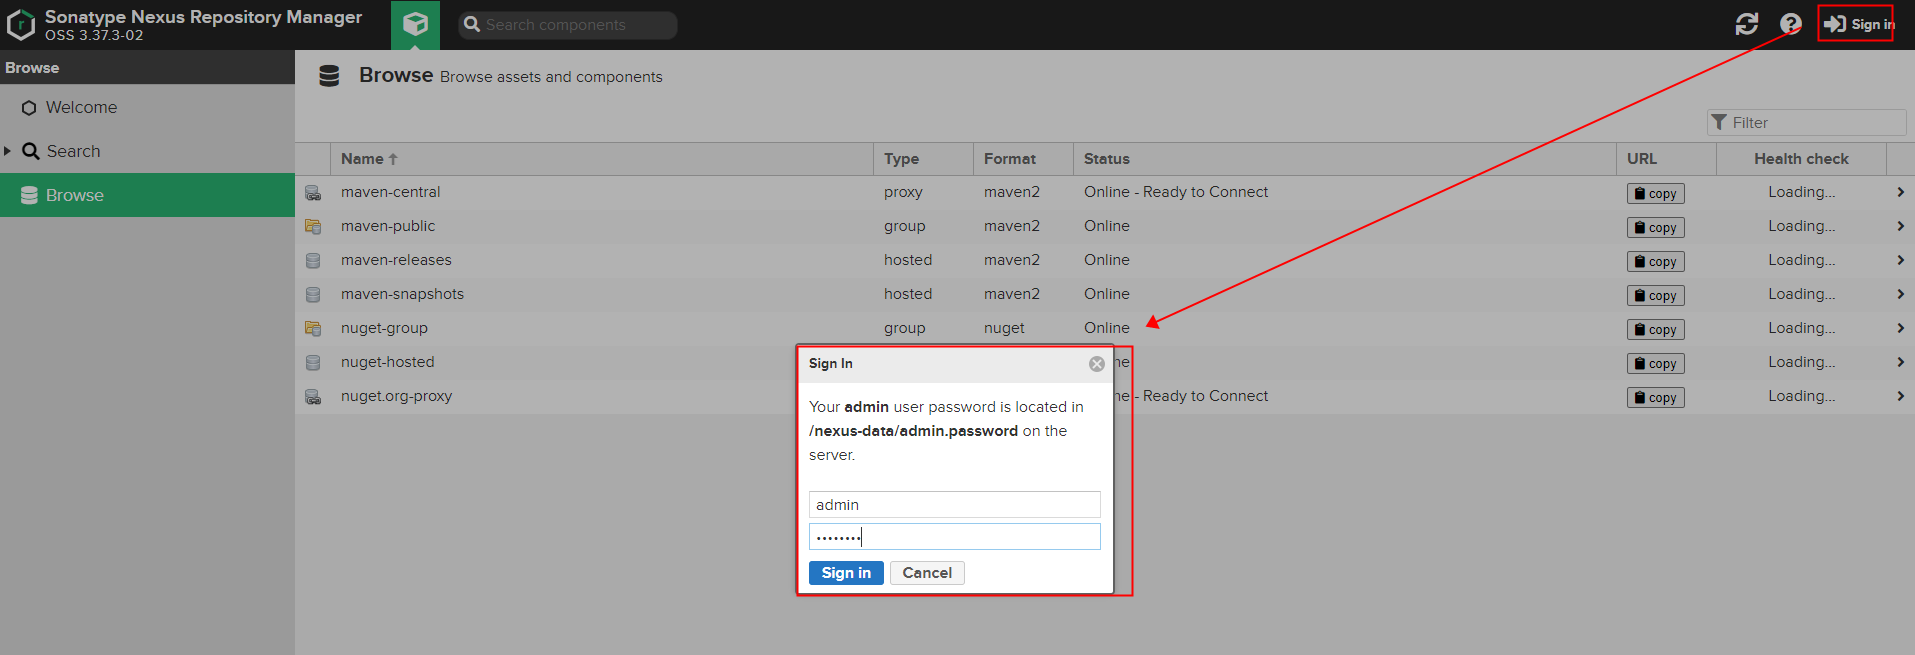 Sonatype Nexus Repository Manager
OSS 3.37.3-02
Search components
Sign in
Browse
Welcome
Search
Browse
Browse Browse assets and components
Filter
Name Type Format Status URL Health check
maven-central proxy maven2 Online - Ready to Connect copy Loading...
maven-public group maven2 Online copy Loading...
maven-releases hosted maven2 Online copy Loading...
maven-snapshots hosted maven2 Online copy Loading...
nuget-group group nuget Online copy Loading...
nuget-hosted ne copy Loading...
nuget.org-proxy ne - Ready to Connect copy Loading...
Sign In
Your admin user password is located in
/nexus-data/admin.password on the
server.
admin
••••••••
Sign in Cancel